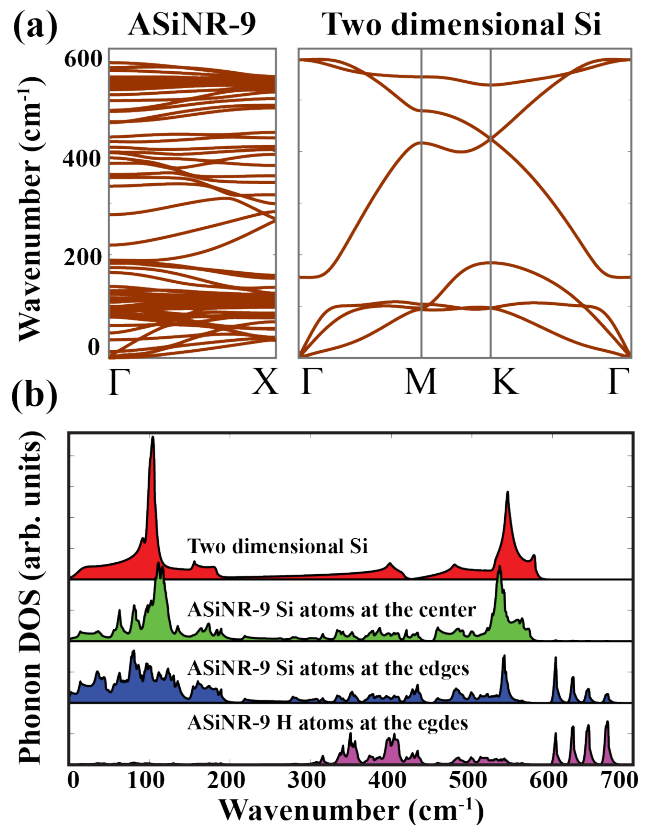 (a) ASiNR-9 Two dimensional Si
Wavenumber (cm-1)
600
400
200
0
Γ X Γ M K Γ
(b)
Phonon DOS (arb. units)
Two dimensional Si
ASiNR-9 Si atoms at the center
ASiNR-9 Si atoms at the edges
ASiNR-9 H atoms at the egdes
0 100 200 300 400 500 600 700
Wavenumber (cm-1)